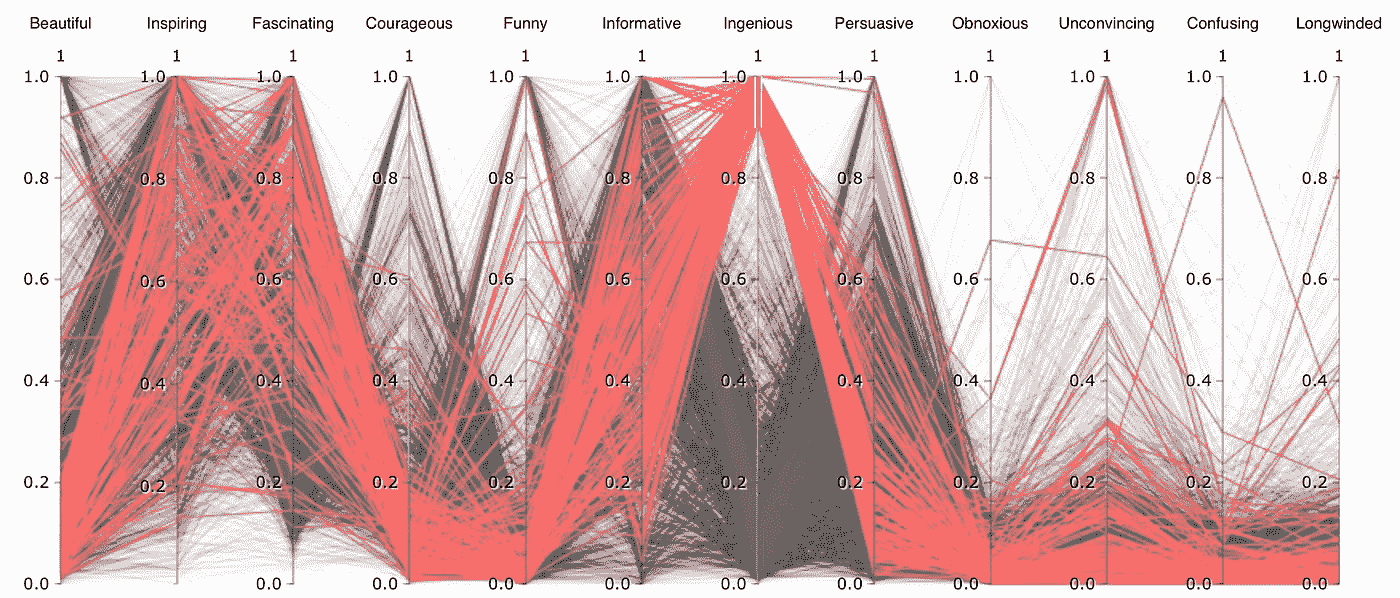 Beautiful Inspiring Fascinating Courageous Funny Informative Ingenious Persuasive Obnoxious Unconvincing Confusing Longwinded
1 1 1 1 1 1 1 1 1 1 1 1
1.0 1.0 1.0 1.0 1.0 1.0 1.0 1.0 1.0 1.0 1.0 1.0
0.8 0.8 0.8 0.8 0.8 0.8 0.8 0.8 0.8 0.8 0.8 0.8
0.6 0.6 0.6 0.6 0.6 0.6 0.6 0.6 0.6 0.6 0.6 0.6
0.4 0.4 0.4 0.4 0.4 0.4 0.4 0.4 0.4 0.4 0.4 0.4
0.2 0.2 0.2 0.2 0.2 0.2 0.2 0.2 0.2 0.2 0.2 0.2
0.0 0.0 0.0 0.0 0.0 0.0 0.0 0.0 0.0 0.0 0.0